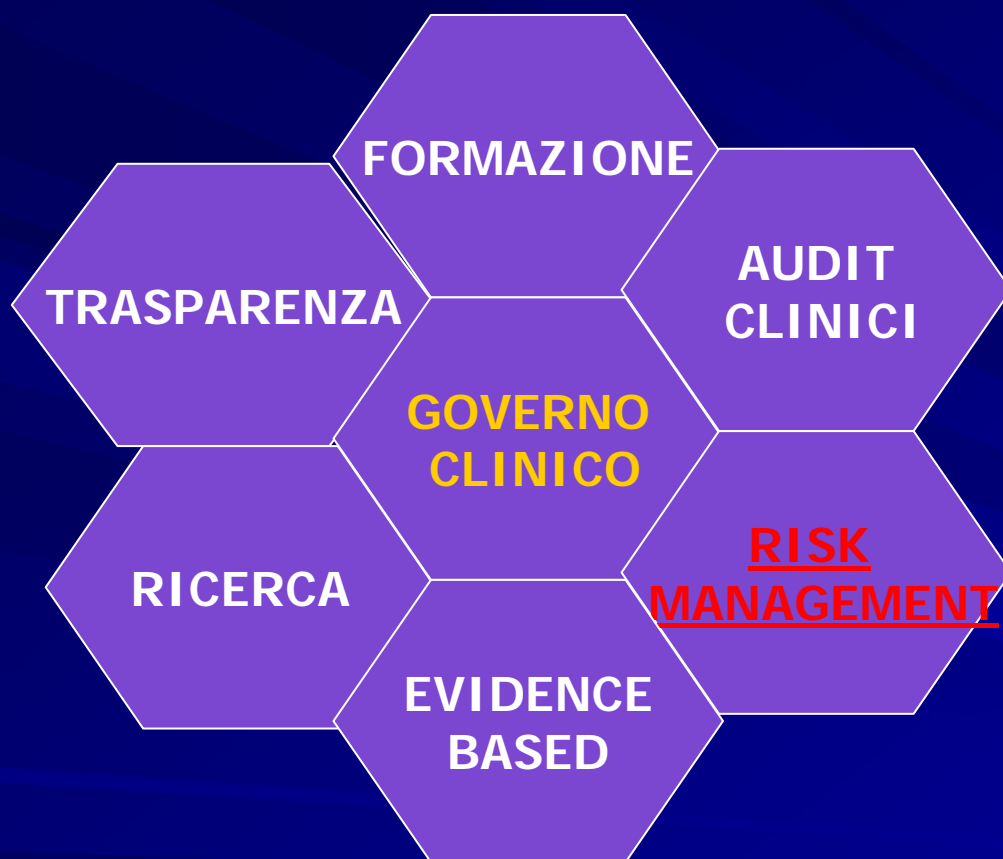 FORMAZIONE
TRASPARENZA
AUDIT
CLINICI
GOVERNO
CLINICO
RICERCA
RISK
MANAGEMENT
EVIDENCE
BASED